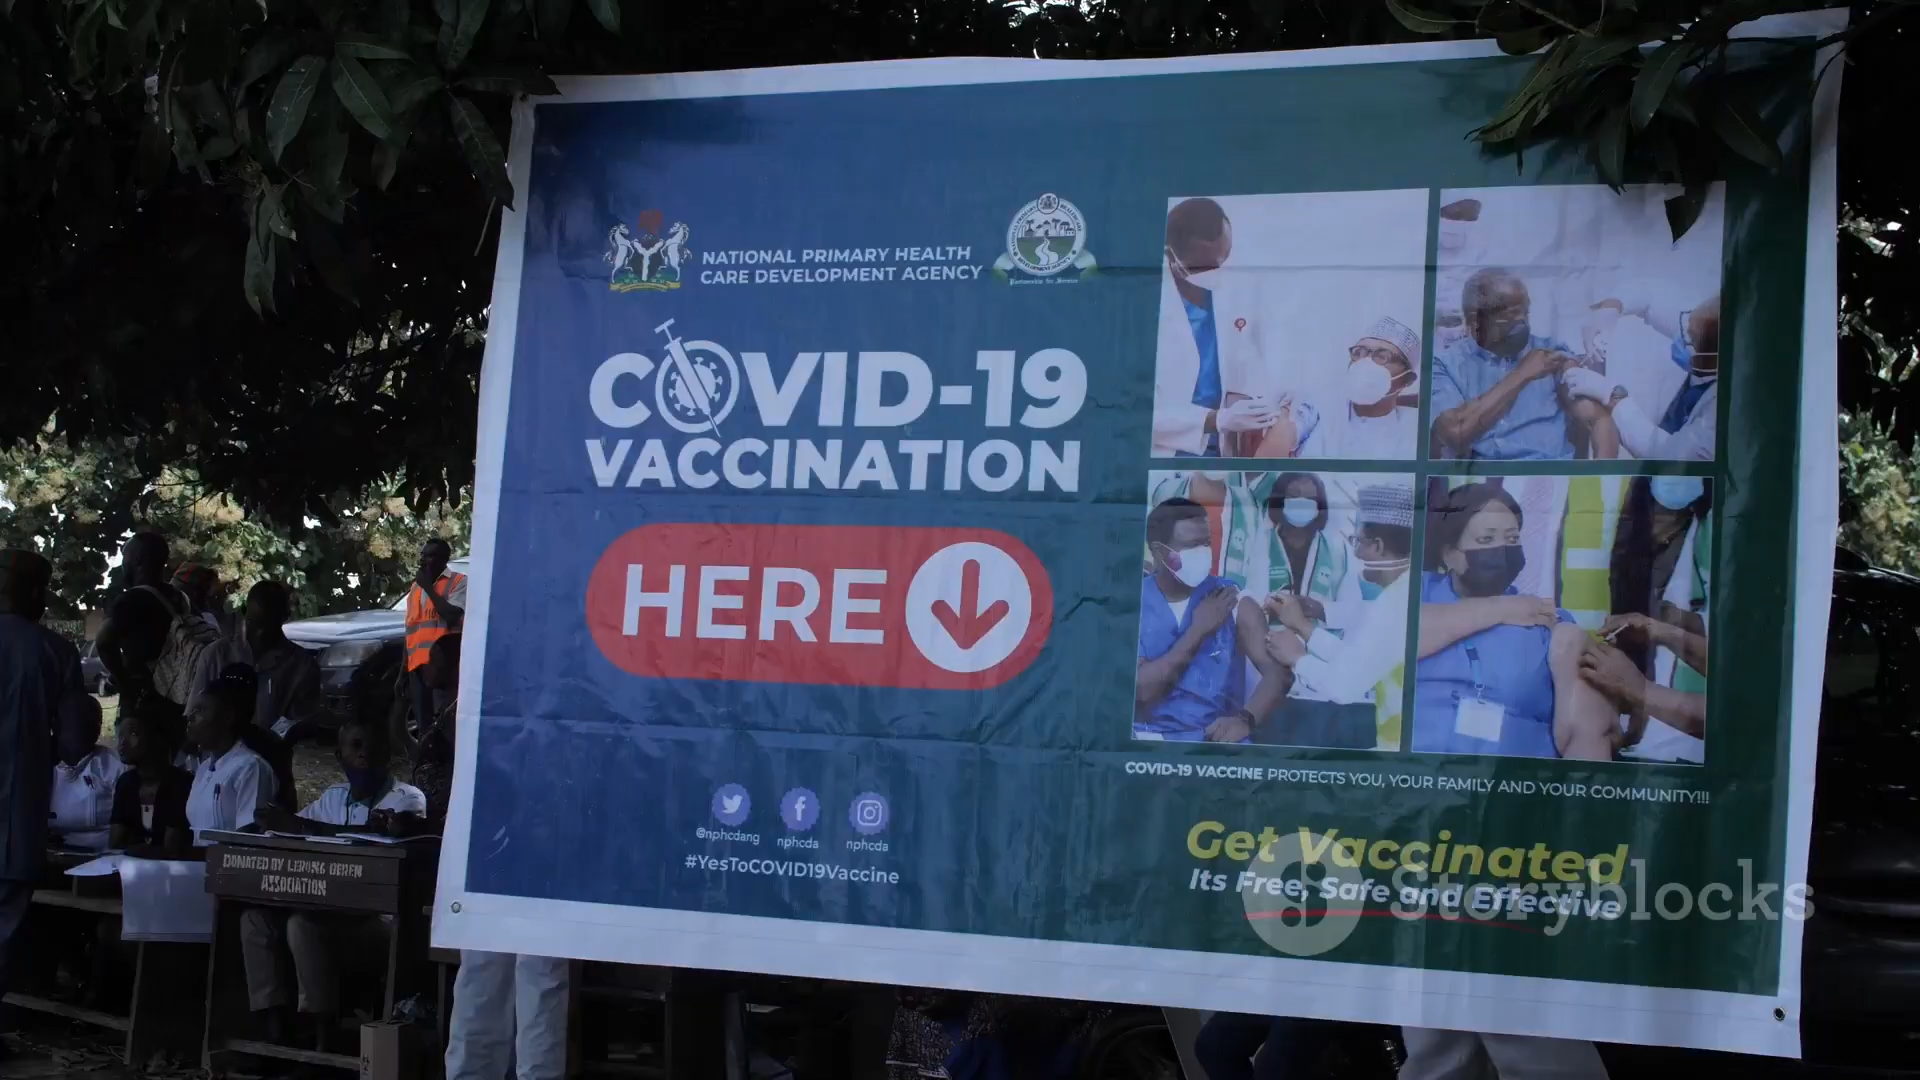 NATIONAL PRIMARY HEALTH
CARE DEVELOPMENT AGENCY
COVID-19
VACCINATION
HERE
@nphcdang
nphcda
nphcda
#YesToCOVID19Vaccine
COVID-19 VACCINE PROTECTS YOU, YOUR FAMILY AND YOUR COMMUNITY!!!
Get Vaccinated
Its Free, Safe and Effective
Storyblocks
DONATED BY
ASSOCIATION